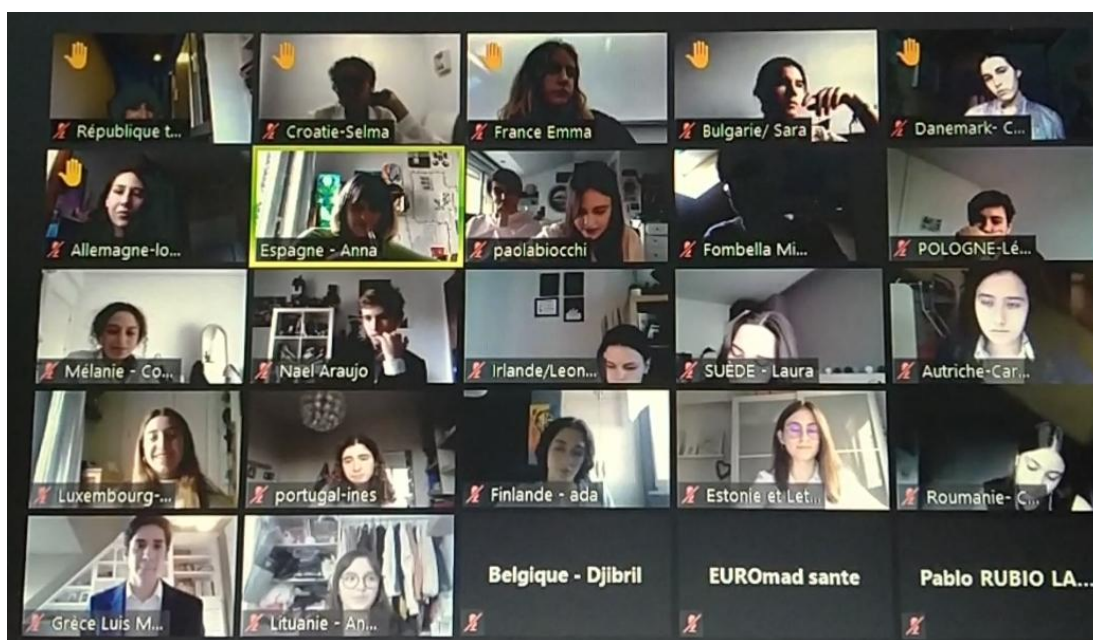 République t...
Croatie-Selma
France Emma
Bulgarie/ Sara
Danemark- C...
Allemagne-lo...
Espagne - Anna
paolabiocchi
Fombella Mi...
POLOGNE-Lé...
Mélanie - Co...
Nael Araujo
Irlande/Leon...
SUÈDE - Laura
Autriche-Car...
Luxembourg-...
portugal-ines
Finlande - ada
Estonie et Let...
Roumanie- C...
Grèce Luis M...
Lituanie - An...
Belgique - Djibril
EUROmad sante
Pablo RUBIO LA...